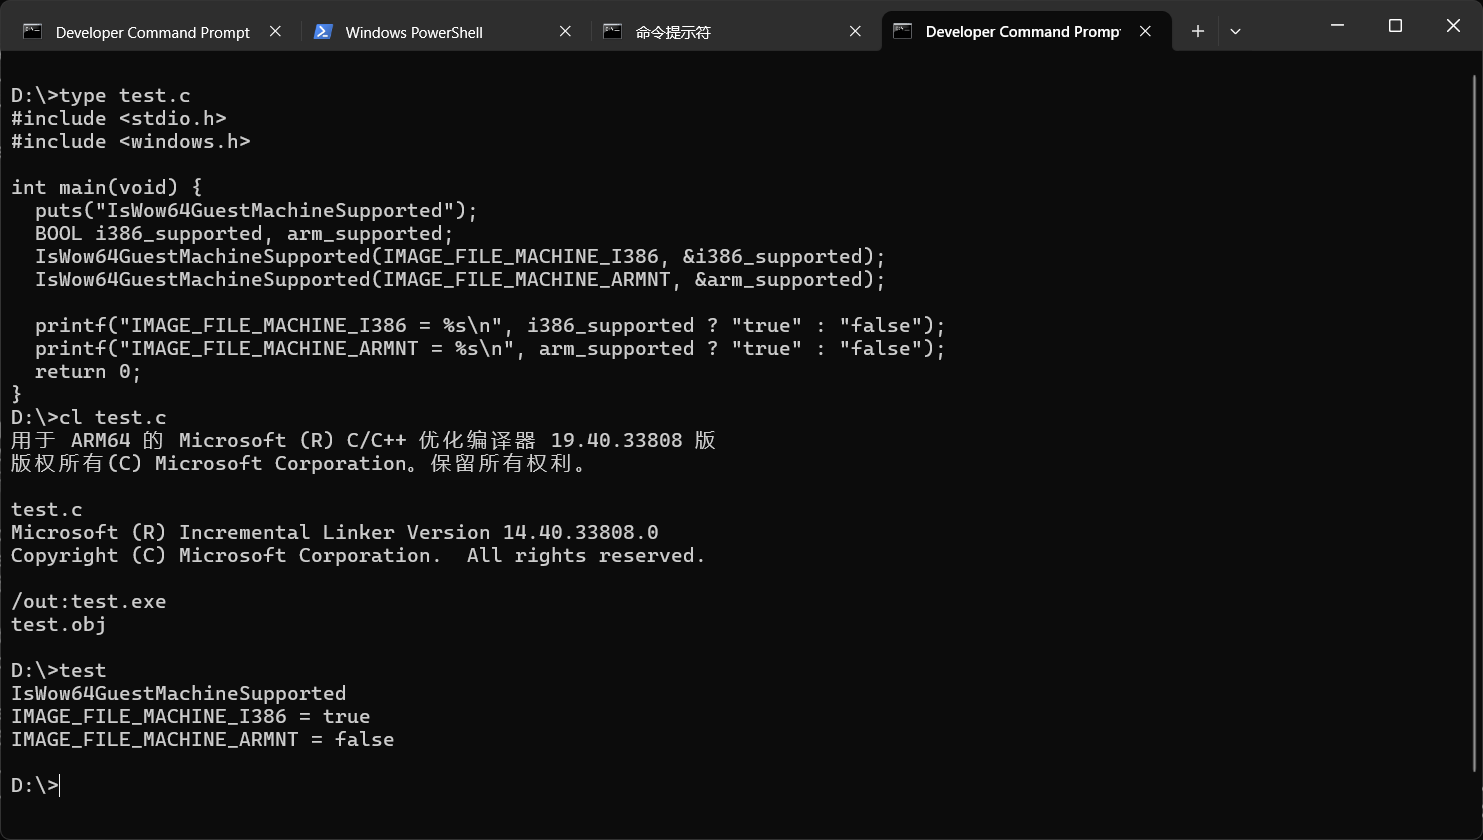 Developer Command Prompt
Windows PowerShell
命令提示符
Developer Command Promp
D:\>type test.c
#include <stdio.h>
#include <windows.h>
int main(void) {
  puts("IsWow64GuestMachineSupported");
  BOOL i386_supported, arm_supported;
  IsWow64GuestMachineSupported(IMAGE_FILE_MACHINE_I386, &i386_supported);
  IsWow64GuestMachineSupported(IMAGE_FILE_MACHINE_ARMNT, &arm_supported);
  printf("IMAGE_FILE_MACHINE_I386 = %s\n", i386_supported ? "true" : "false");
  printf("IMAGE_FILE_MACHINE_ARMNT = %s\n", arm_supported ? "true" : "false");
  return 0;
}
D:\>cl test.c
用于 ARM64 的 Microsoft (R) C/C++ 优化编译器 19.40.33808 版
版权所有(C) Microsoft Corporation。保留所有权利。
test.c
Microsoft (R) Incremental Linker Version 14.40.33808.0
Copyright (C) Microsoft Corporation.  All rights reserved.
/out:test.exe
test.obj
D:\>test
IsWow64GuestMachineSupported
IMAGE_FILE_MACHINE_I386 = true
IMAGE_FILE_MACHINE_ARMNT = false
D:\>